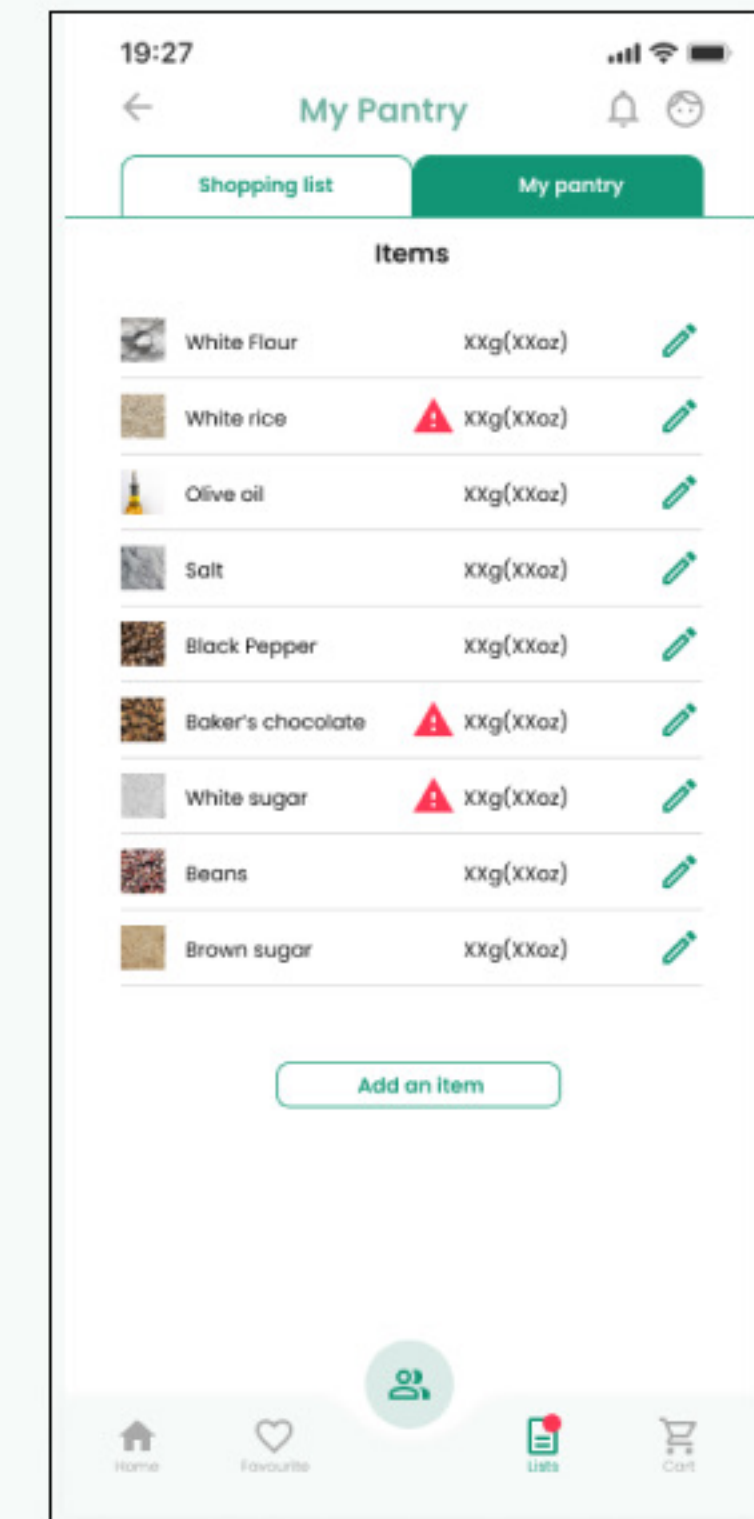 19:27
My Pantry
Shopping list My pantry
Items
White Flour XXg(XXoz)
White rice XXg(XXoz)
Olive oil XXg(XXoz)
Salt XXg(XXoz)
Black Pepper XXg(XXoz)
Baker's chocolate XXg(XXoz)
White sugar XXg(XXoz)
Beans XXg(XXoz)
Brown sugar XXg(XXoz)
Add an item
Home Favourite Lists Cart